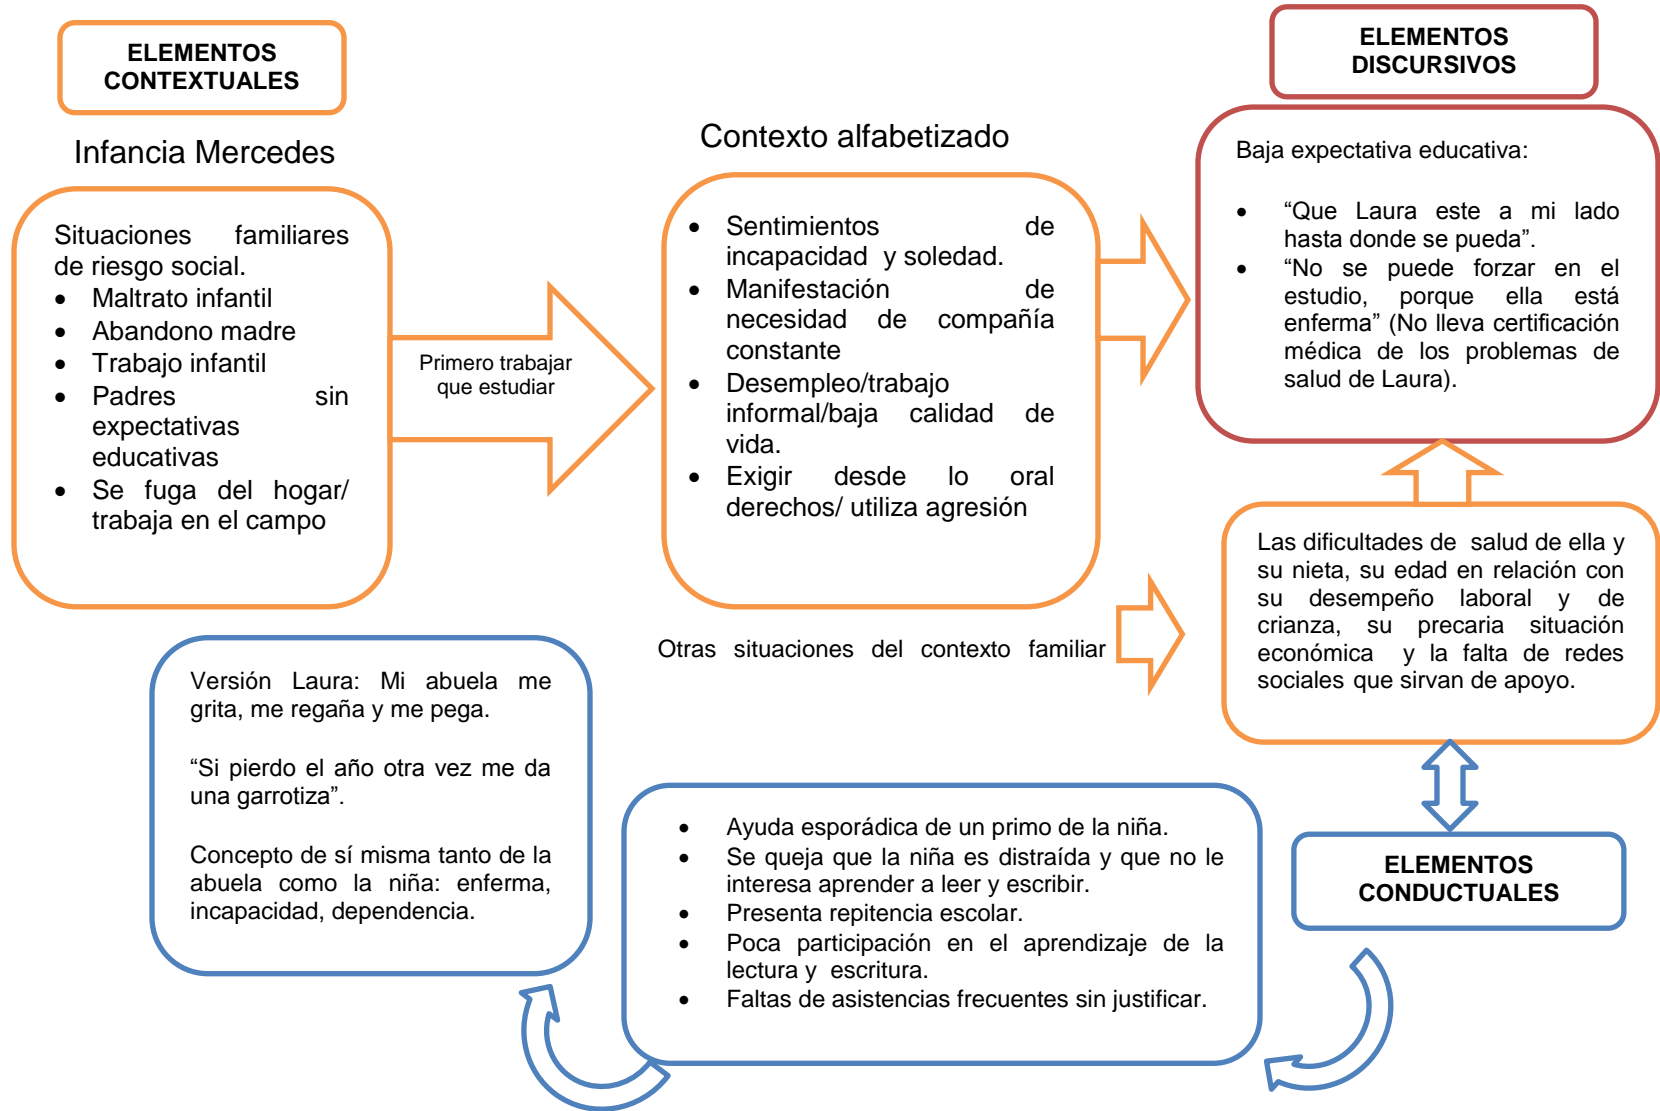 ELEMENTOS
CONTEXTUALES
Infancia Mercedes
Situaciones familiares
de riesgo social.
• Maltrato infantil
• Abandono madre
• Trabajo infantil
• Padres sin
expectativas
educativas
• Se fuga del hogar/
trabaja en el campo
Primero trabajar
que estudiar
Contexto alfabetizado
• Sentimientos de
incapacidad y soledad.
• Manifestación de
necesidad de compañía
constante
• Desempleo/trabajo
informal/baja calidad de
vida.
• Exigir desde lo oral
derechos/ utiliza agresión
ELEMENTOS
DISCURSIVOS
Baja expectativa educativa:
• “Que Laura este a mi lado
hasta donde se pueda”.
• “No se puede forzar en el
estudio, porque ella está
enferma” (No lleva certificación
médica de los problemas de
salud de Laura).
Otras situaciones del contexto familiar
Las dificultades de salud de ella y
su nieta, su edad en relación con
su desempeño laboral y de
crianza, su precaria situación
económica y la falta de redes
sociales que sirvan de apoyo.
ELEMENTOS
CONDUCTUALES
• Ayuda esporádica de un primo de la niña.
• Se queja que la niña es distraída y que no le
interesa aprender a leer y escribir.
• Presenta repitencia escolar.
• Poca participación en el aprendizaje de la
lectura y escritura.
• Faltas de asistencias frecuentes sin justificar.
Versión Laura: Mi abuela me
grita, me regaña y me pega.
“Si pierdo el año otra vez me da
una garrotiza”.
Concepto de sí misma tanto de la
abuela como la niña: enferma,
incapacidad, dependencia.